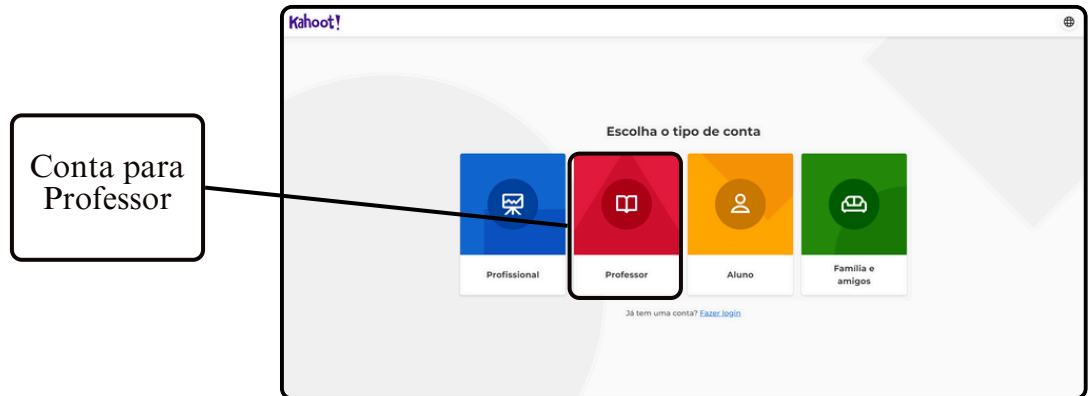 Kahoot!
Conta para
Professor
Escolha o tipo de conta
Profissional
Professor
Aluno
Família e
amigos
Já tem uma conta? Fazer login